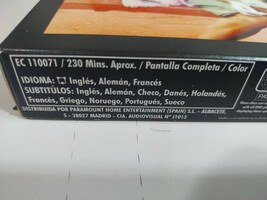 EC 110071 / 230 Mins. Aprox. / Pantalla Completa / Color
IDIOMA: Inglés, Alemán, Francés
SUBTITULOS: Inglés, Alemán, Checo, Danés, Holandés,
Francés, Griego, Noruego, Portugués, Sueco
DISTRIBUIDA POR PARAMOUNT HOME ENTERTAINMENT (SPAIN) S.L. - ALBACETE,
5 - 28027 MADRID - CIA. AUDIOVISUAL Nº J1015